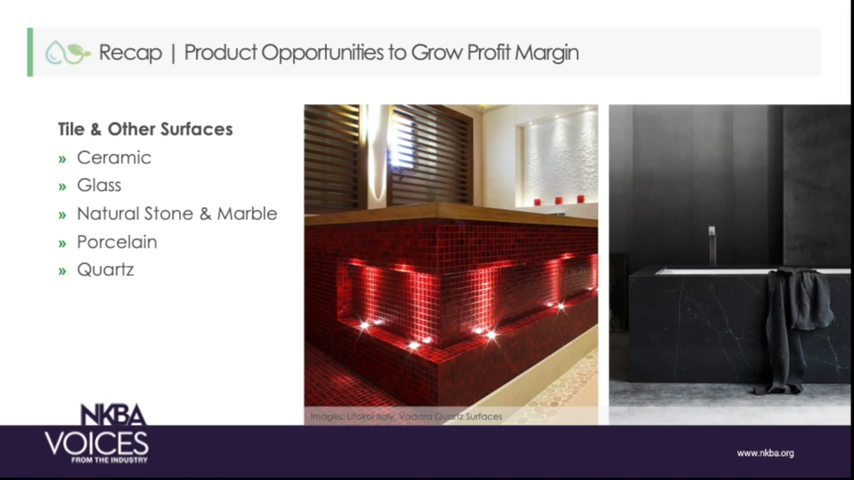 Recap | Product Opportunities to Grow Profit Margin
Tile & Other Surfaces
» Ceramic
» Glass
» Natural Stone & Marble
» Porcelain
» Quartz
Images: Litokol Italy, Vadara Quartz Surfaces
NKBA
VOICES
FROM THE INDUSTRY
www.nkba.org